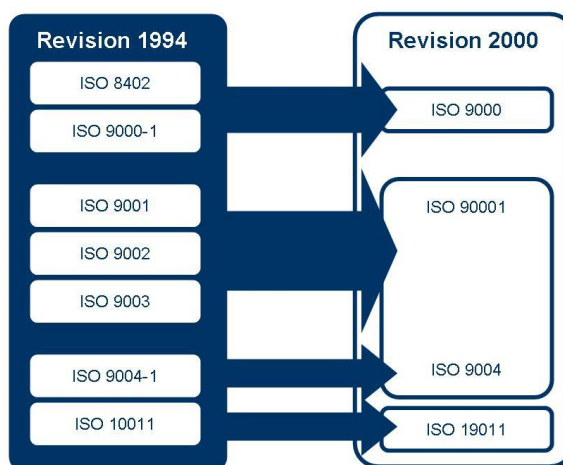 Revision 1994
ISO 8402
ISO 9000-1
ISO 9001
ISO 9002
ISO 9003
ISO 9004-1
ISO 10011
Revision 2000
ISO 9000
ISO 90001
ISO 9004
ISO 19011